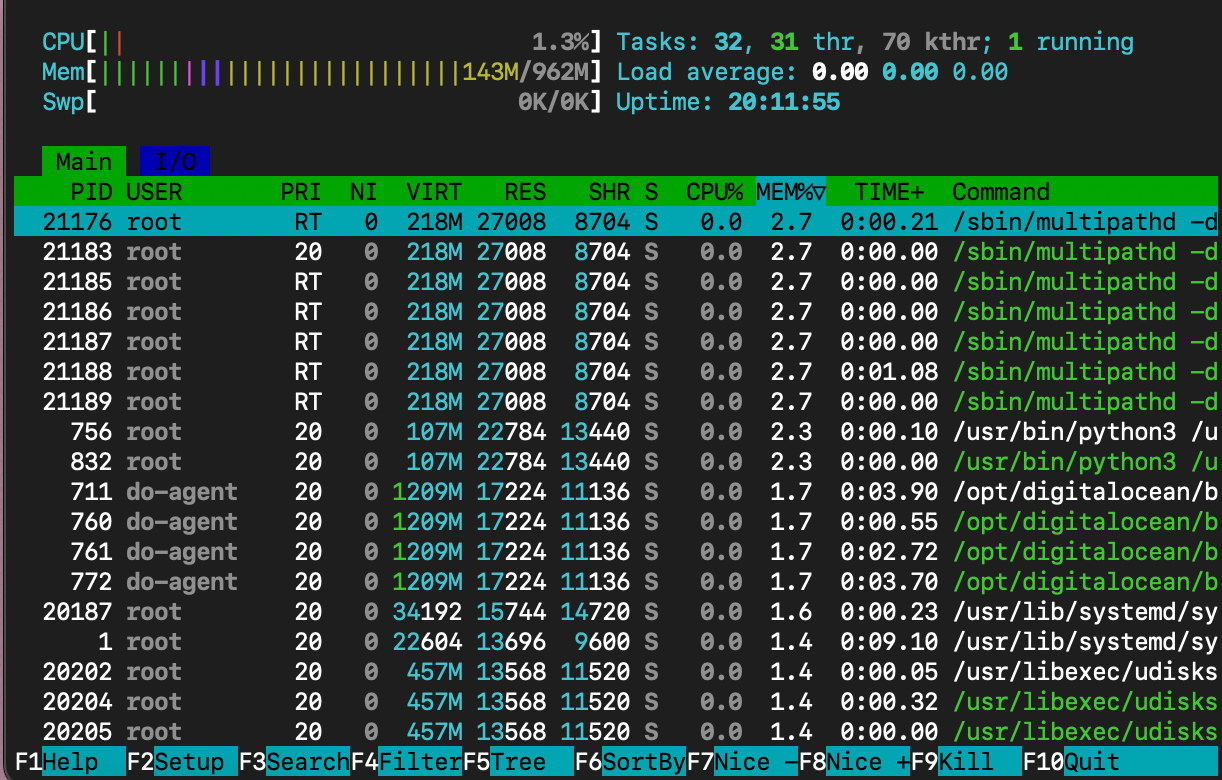 CPU[|| 1.3%] Tasks: 32, 31 thr, 70 kthr; 1 running
Mem[||||||||||||||||||||||||||143M/962M] Load average: 0.00 0.00 0.00
Swp[ 0K/0K] Uptime: 20:11:55
Main I/O
PID USER PRI NI VIRT RES SHR S CPU% MEM%▽ TIME+ Command
21176 root RT 0 218M 27008 8704 S 0.0 2.7 0:00.21 /sbin/multipathd -d
21183 root 20 0 218M 27008 8704 S 0.0 2.7 0:00.00 /sbin/multipathd -d
21185 root RT 0 218M 27008 8704 S 0.0 2.7 0:00.00 /sbin/multipathd -d
21186 root RT 0 218M 27008 8704 S 0.0 2.7 0:00.00 /sbin/multipathd -d
21187 root RT 0 218M 27008 8704 S 0.0 2.7 0:00.00 /sbin/multipathd -d
21188 root RT 0 218M 27008 8704 S 0.0 2.7 0:01.08 /sbin/multipathd -d
21189 root RT 0 218M 27008 8704 S 0.0 2.7 0:00.00 /sbin/multipathd -d
756 root 20 0 107M 22784 13440 S 0.0 2.3 0:00.10 /usr/bin/python3 /u
832 root 20 0 107M 22784 13440 S 0.0 2.3 0:00.00 /usr/bin/python3 /u
711 do-agent 20 0 1209M 17224 11136 S 0.0 1.7 0:03.90 /opt/digitalocean/b
760 do-agent 20 0 1209M 17224 11136 S 0.0 1.7 0:00.55 /opt/digitalocean/b
761 do-agent 20 0 1209M 17224 11136 S 0.0 1.7 0:02.72 /opt/digitalocean/b
772 do-agent 20 0 1209M 17224 11136 S 0.0 1.7 0:03.70 /opt/digitalocean/b
20187 root 20 0 34192 15744 14720 S 0.0 1.6 0:00.23 /usr/lib/systemd/sy
1 root 20 0 22604 13696 9600 S 0.0 1.4 0:09.10 /usr/lib/systemd/sy
20202 root 20 0 457M 13568 11520 S 0.0 1.4 0:00.05 /usr/libexec/udisks
20204 root 20 0 457M 13568 11520 S 0.0 1.4 0:00.32 /usr/libexec/udisks
20205 root 20 0 457M 13568 11520 S 0.0 1.4 0:00.00 /usr/libexec/udisks
F1Help F2Setup F3SearchF4FilterF5Tree F6SortByF7Nice -F8Nice +F9Kill F10Quit